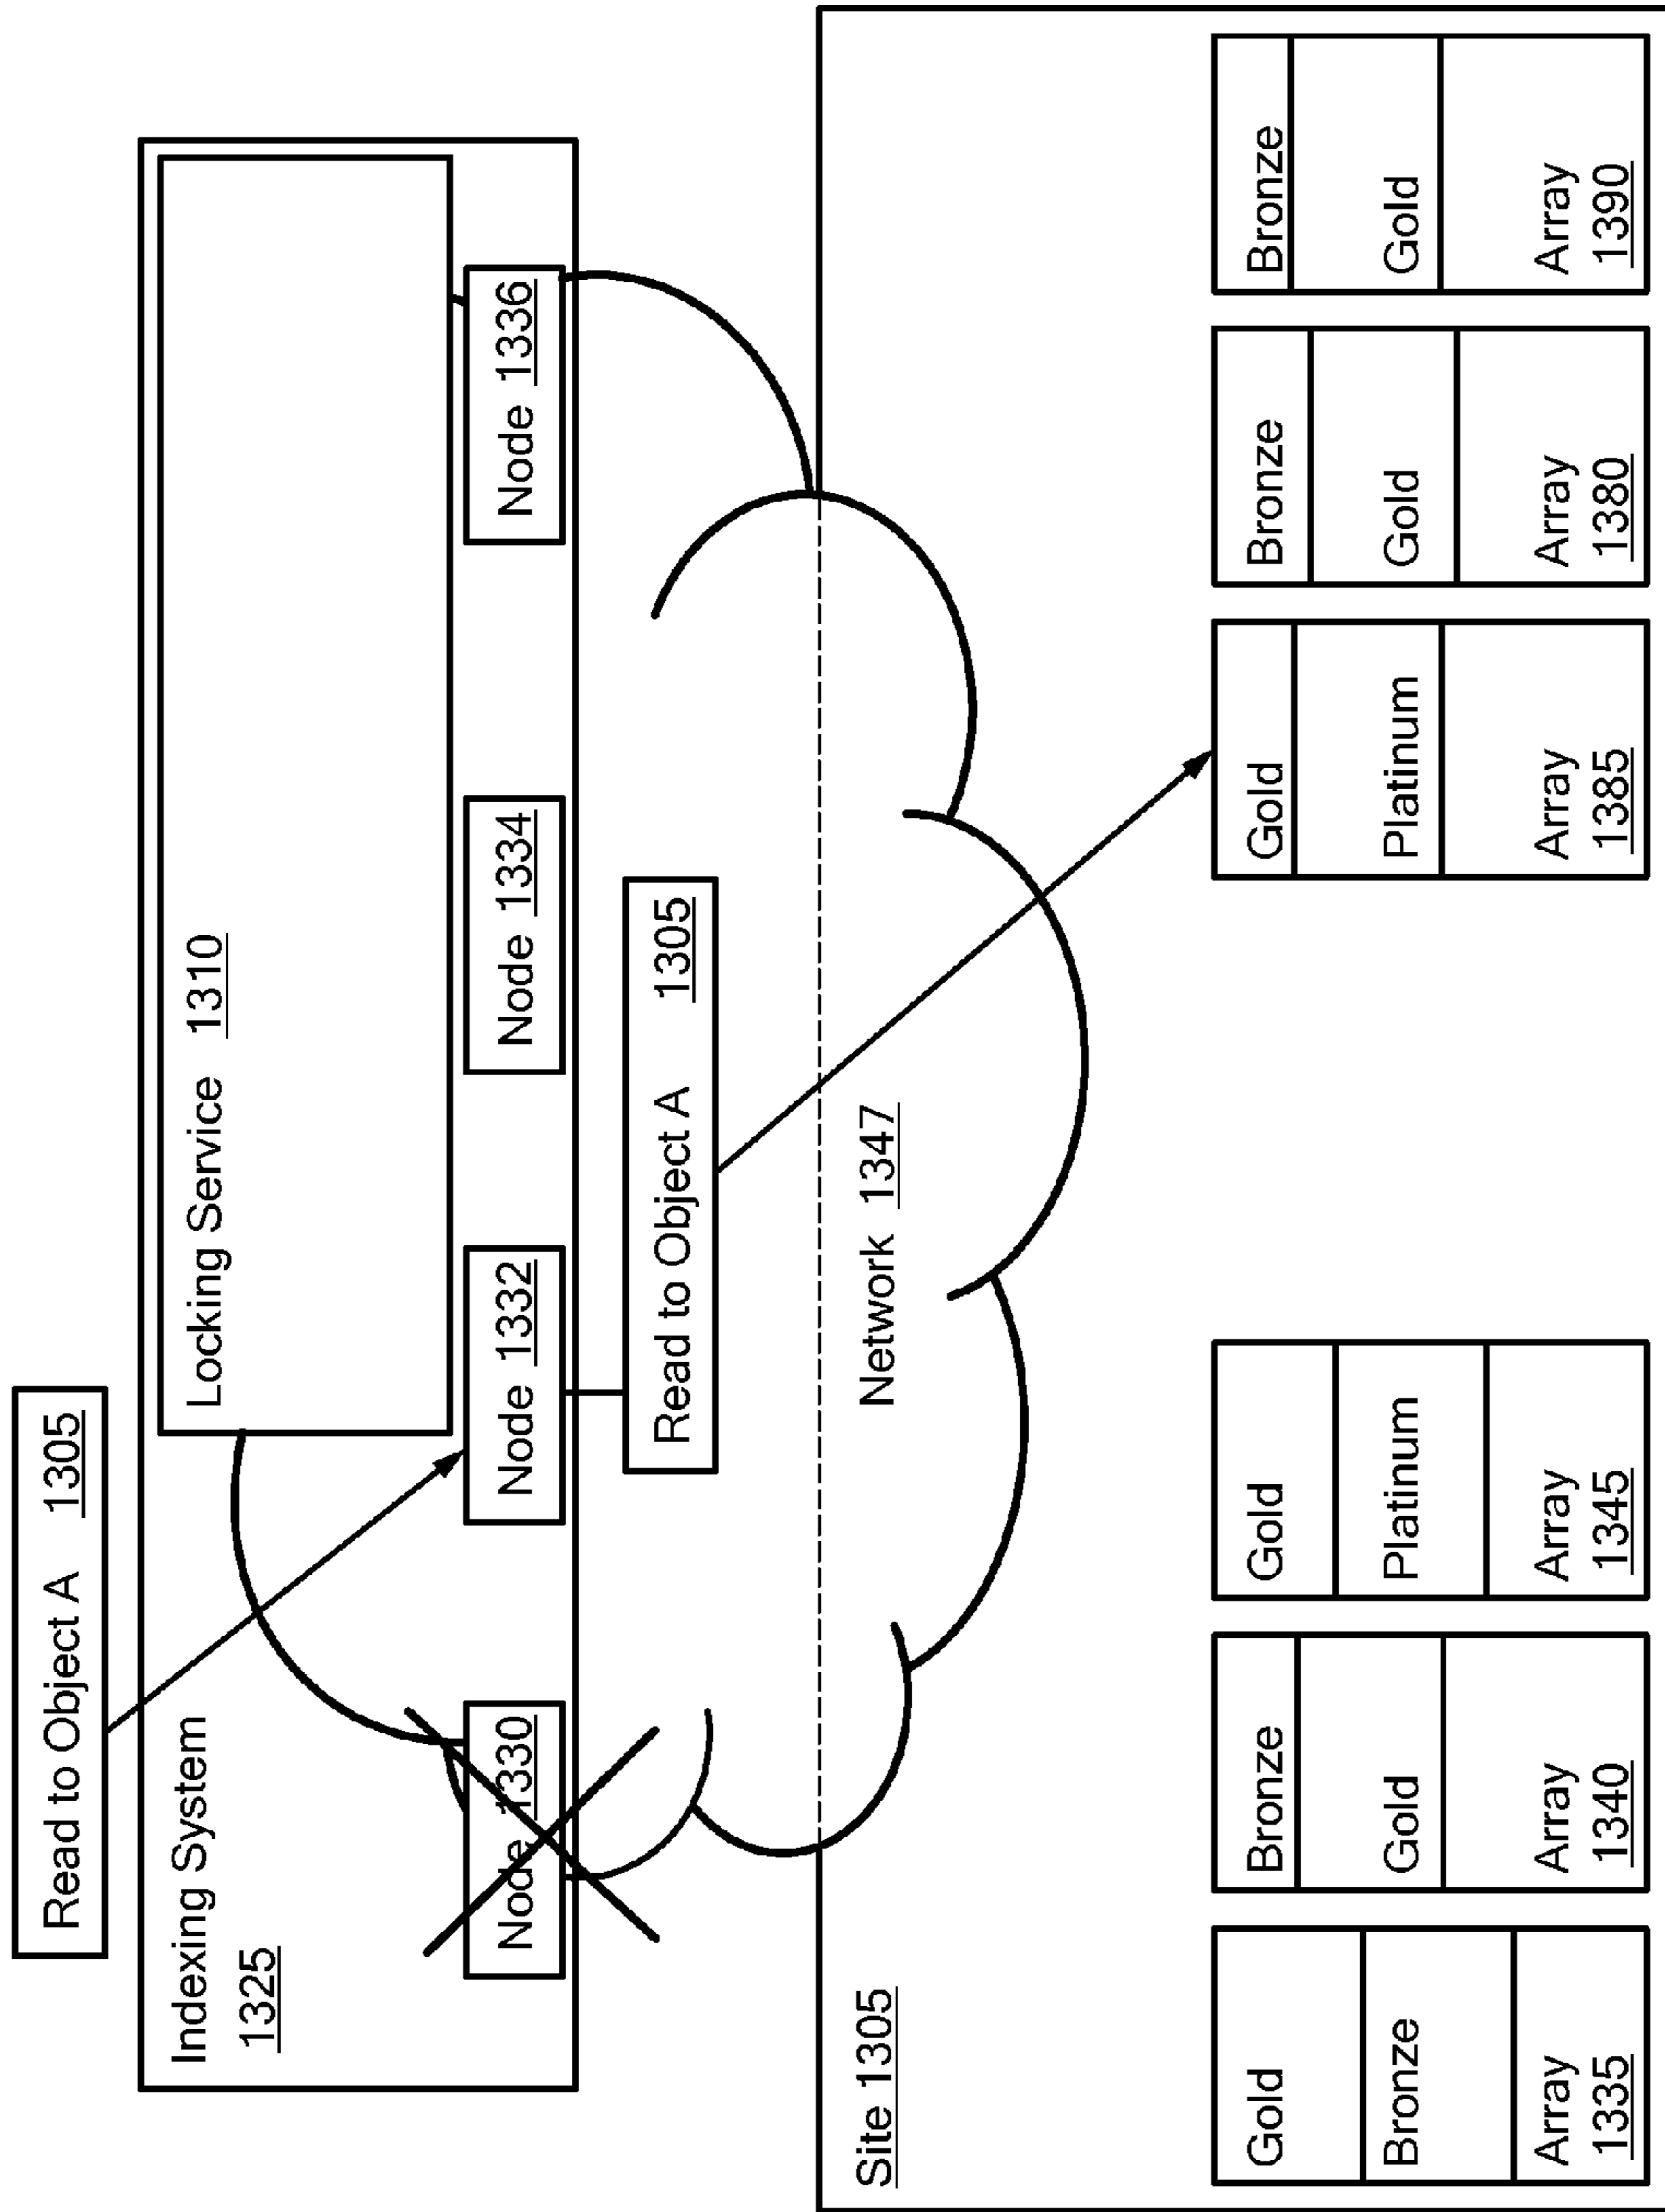 Read to Object A 1305
Indexing System
1325
Locking Service 1310
Node 1330
Node 1332
Node 1334
Node 1336
Read to Object A 1305
Site 1305
Network 1347
Gold
Bronze
Array
1335
Bronze
Gold
Array
1340
Gold
Platinum
Array
1345
Gold
Platinum
Array
1385
Bronze
Gold
Array
1380
Bronze
Gold
Array
1390